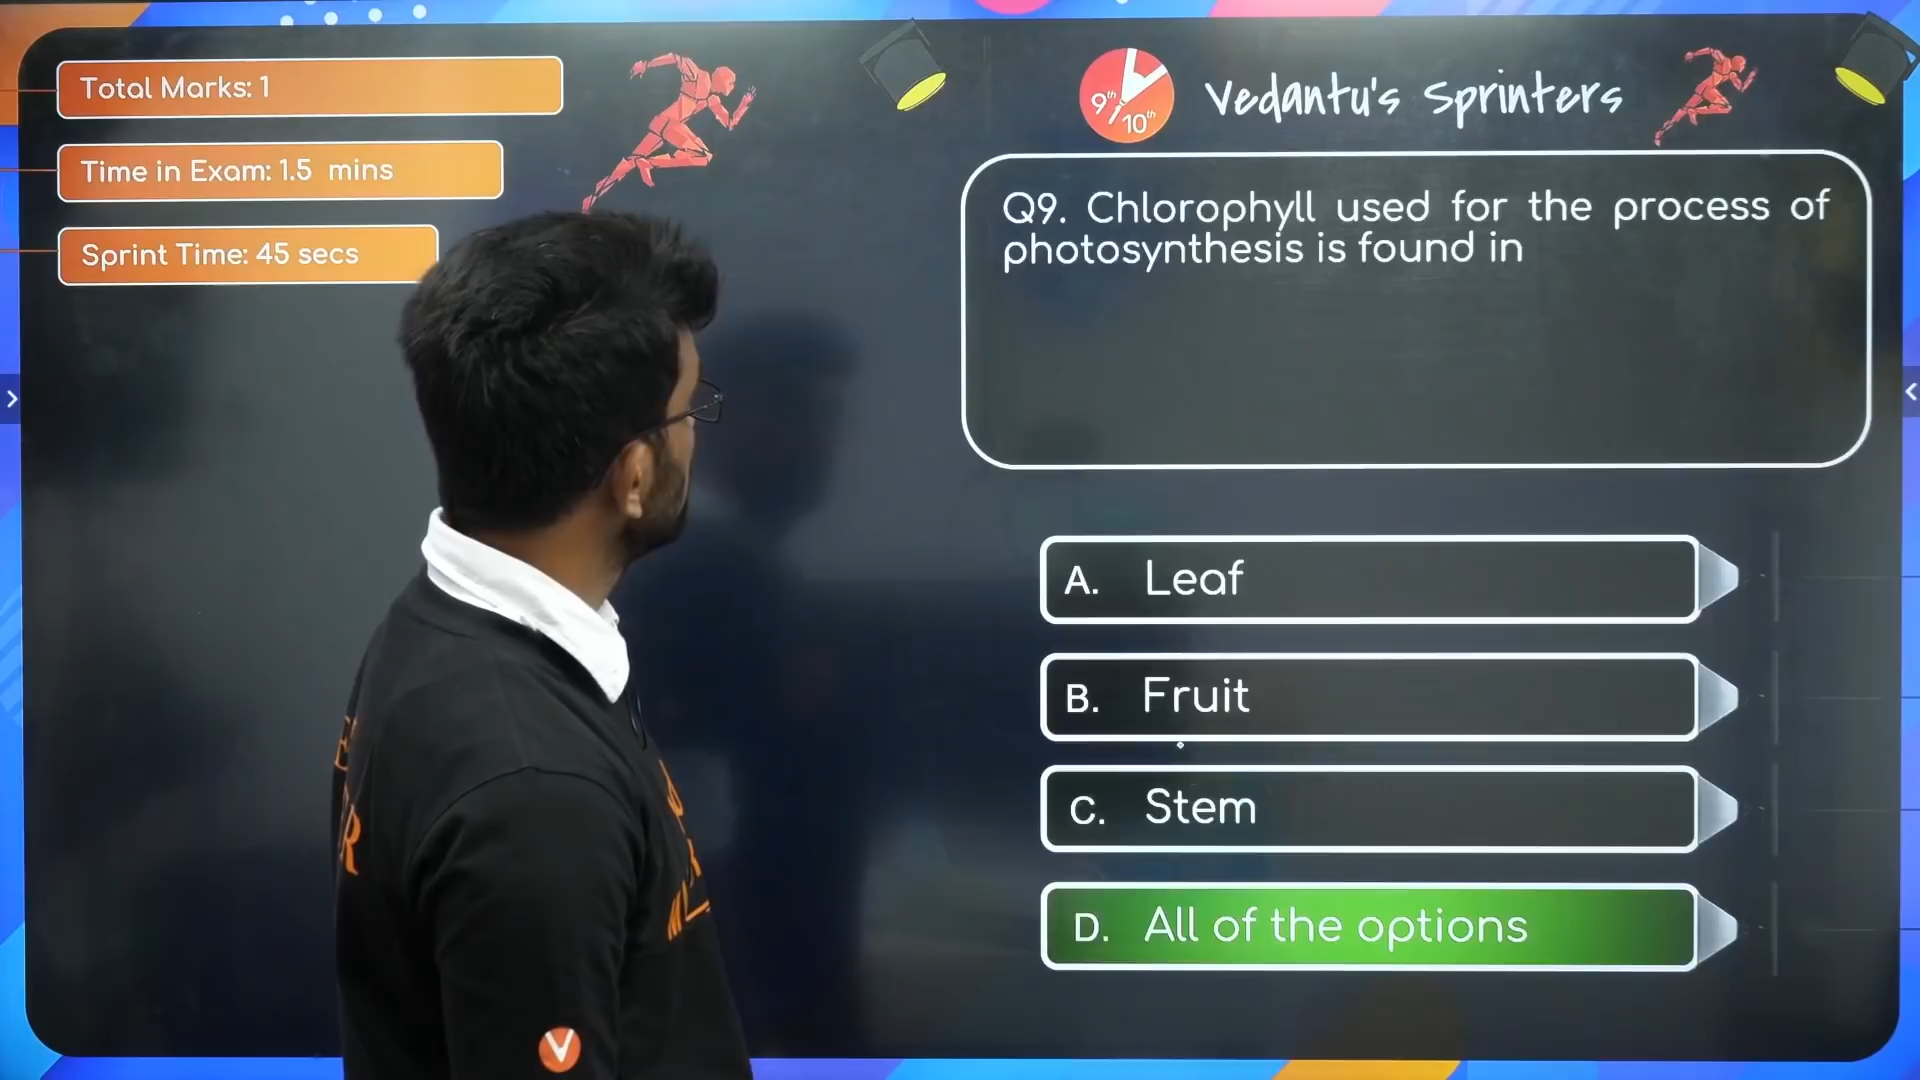 Total Marks: 1
Time in Exam: 1.5 mins
Sprint Time: 45 secs
9th
10th
Vedantu's Sprinters
Q9. Chlorophyll used for the process of
photosynthesis is found in
A. Leaf
B. Fruit
C. Stem
D. All of the options